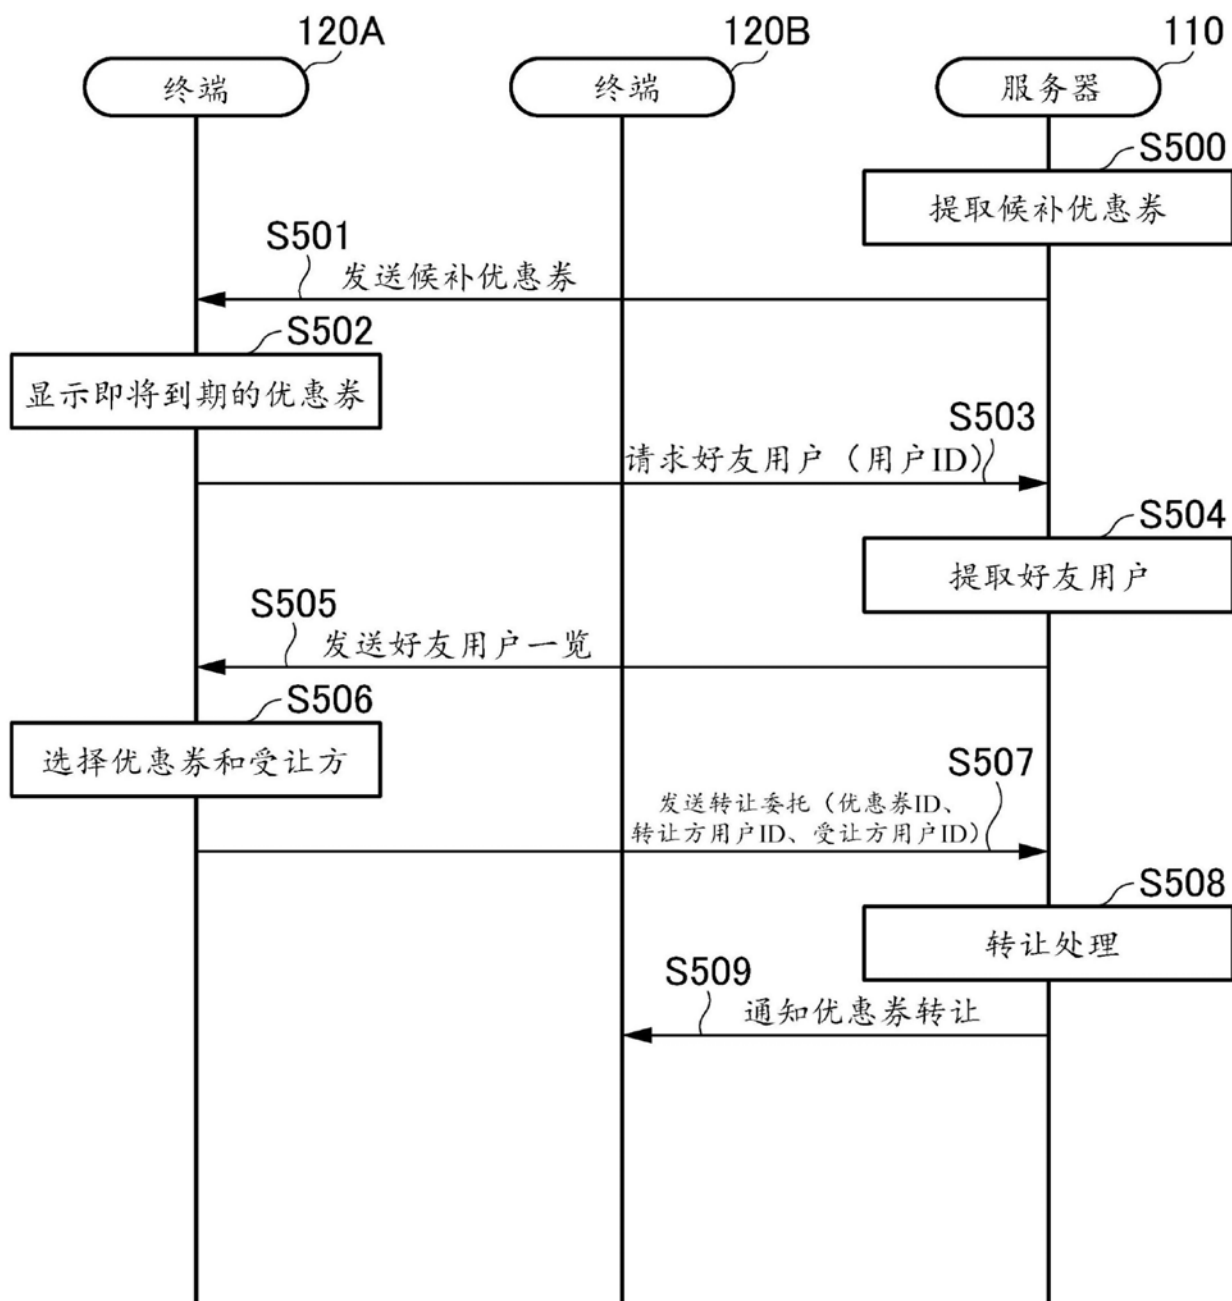 120A
120B
110
终端
终端
服务器
S500
提取候补优惠券
S501
发送候补优惠券
S502
显示即将到期的优惠券
S503
请求好友用户（用户ID）
S504
提取好友用户
S505
发送好友用户一览
S506
选择优惠券和受让方
S507
发送转让委托（优惠券ID、
转让方用户ID、受让方用户ID）
S508
转让处理
S509
通知优惠券转让